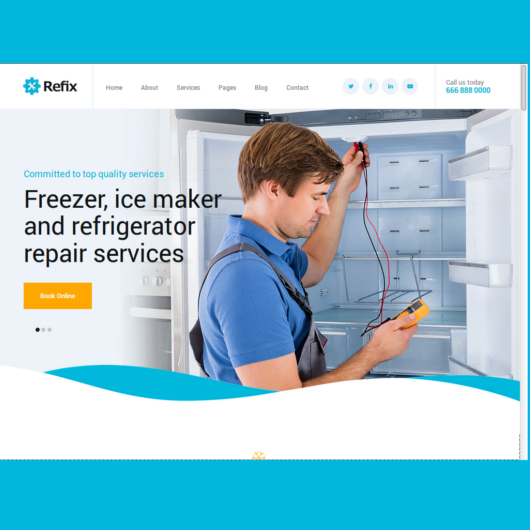 Refix
Home About Services Pages Blog Contact
Call us today
666 888 0000
Committed to top quality services
Freezer, ice maker
and refrigerator
repair services
Book Online